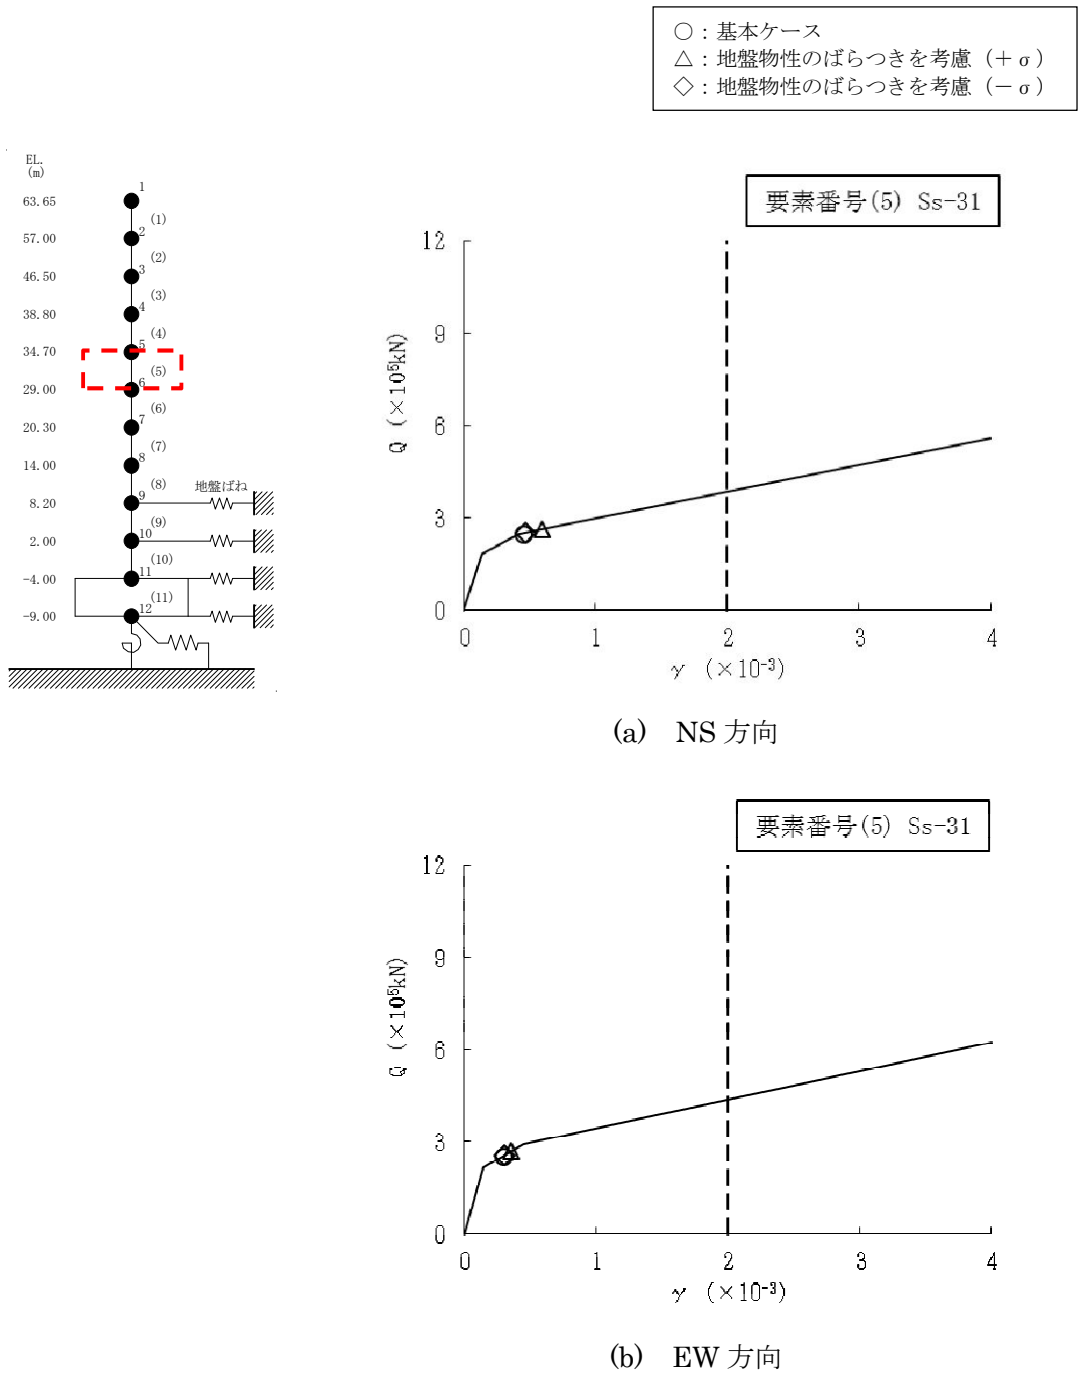 ○：基本ケース
△：地盤物性のばらつきを考慮（＋σ）
◇：地盤物性のばらつきを考慮（－σ）
EL.
(m)
63.65
57.00
46.50
38.80
34.70
29.00
20.30
14.00
8.20
2.00
-4.00
-9.00
1
(1)
2
(2)
3
(3)
4
(4)
5
(5)
6
(6)
7
(7)
8
(8)
地盤ばね
9
(9)
10
(10)
11
(11)
12
要素番号(5) Ss-31
12
9
6
3
0
Q (×10⁵kN)
0 1 2 3 4
γ (×10⁻³)
(a) NS 方向
要素番号(5) Ss-31
12
9
6
3
0
Q (×10⁵kN)
0 1 2 3 4
γ (×10⁻³)
(b) EW 方向